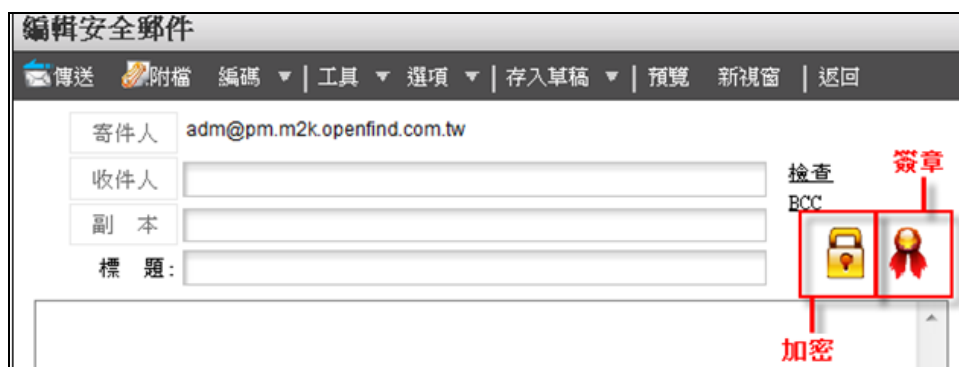 編輯安全郵件
傳送 附檔 編碼 ▼ | 工具 ▼ 選項 ▼ | 存入草稿 ▼ | 預覽 新視窗 | 返回
寄件人 adm@pm.m2k.openfind.com.tw
收件人 檢查 簽章
BCC
副 本
標 題:
加密